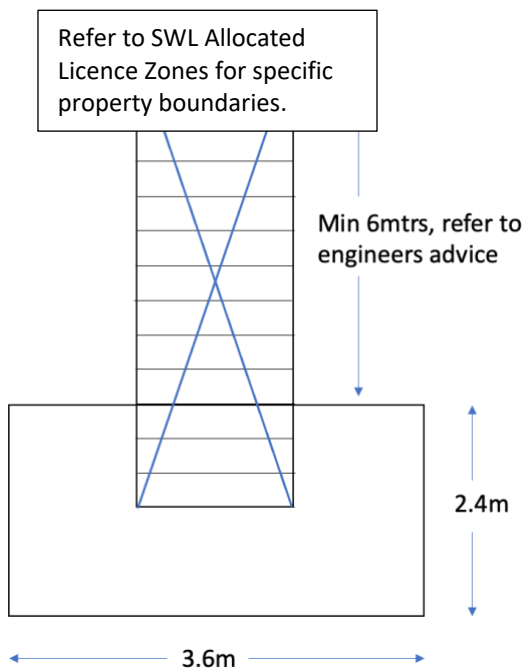 Refer to SWL Allocated
Licence Zones for specific
property boundaries.
Min 6mtrs, refer to
engineers advice
2.4m
3.6m